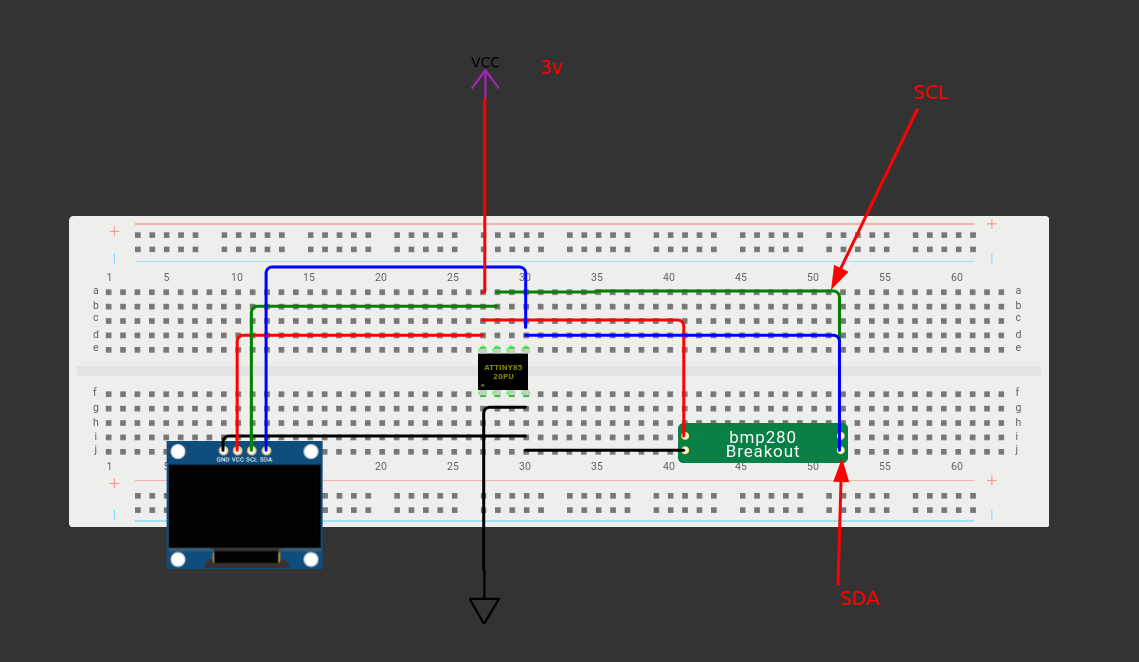 VCC
3v
SCL
+ +
1 5 10 15 20 25 30 35 40 45 50 55 60
a a
b b
c c
d d
e e
ATTINY85
20PU
f f
g g
h h
i i
j j
bmp280
Breakout
GND VCC SCL SDA
1 5 20 25 30 35 40 45 50 55 60
+ +
SDA